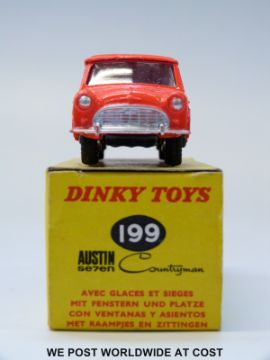 DINKY TOYS
199
AUSTIN
se7en Countryman
AVEC GLACES ET SIEGES
MIT FENSTERN UND PLATZE
CON VENTANAS Y ASIENTOS
MET RAAMPJES EN ZITTINGEN
WE POST WORLDWIDE AT COST